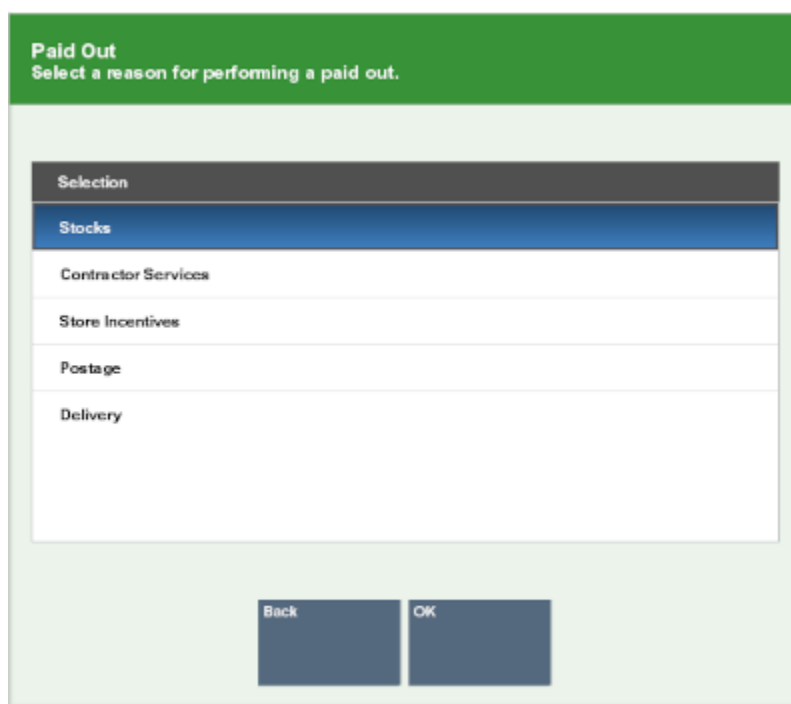 Paid Out
Select a reason for performing a paid out.
Selection
Stocks
Contractor Services
Store Incentives
Postage
Delivery
Back
OK